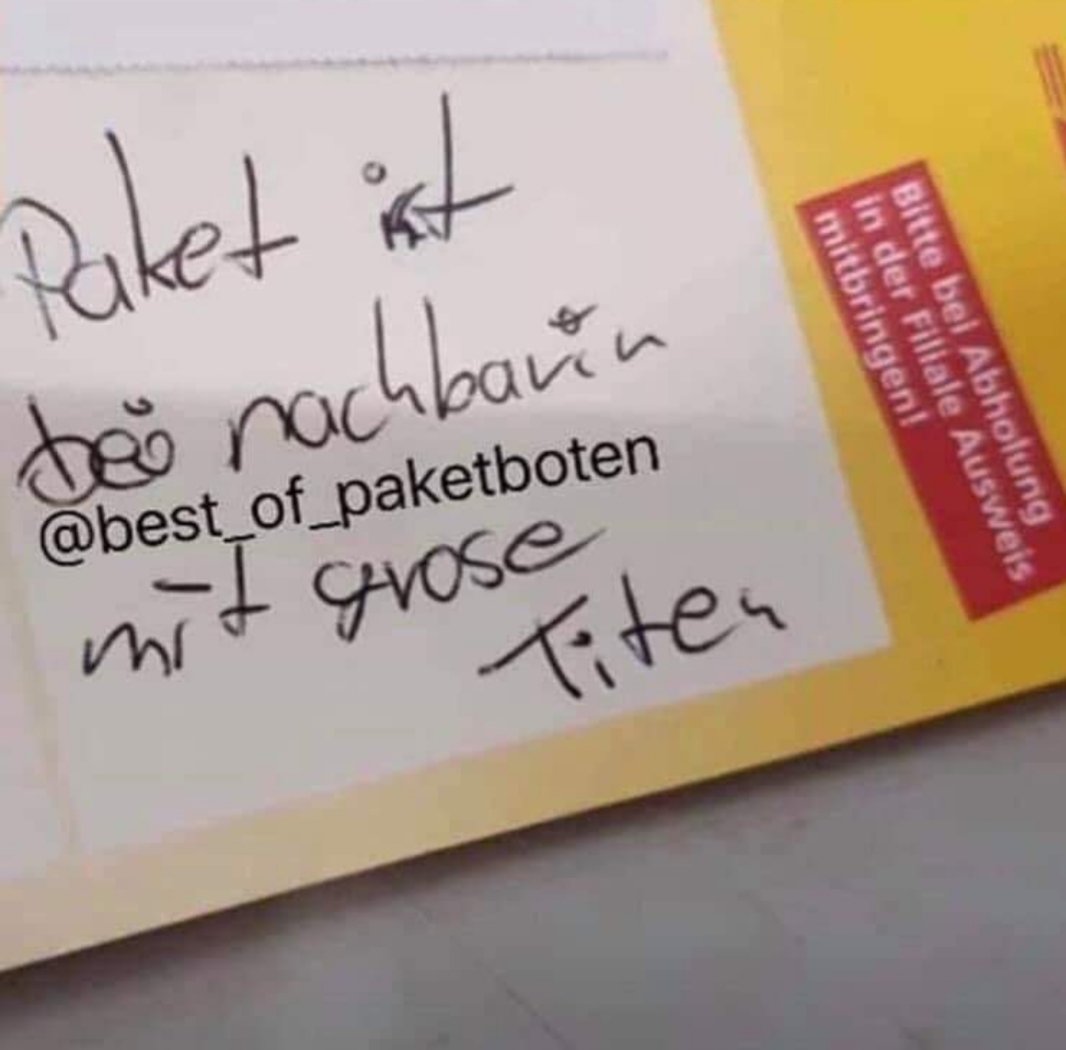 Paket ist
bei nachbarin
@best_of_paketboten
mit grose
Titen
Bitte bei Abholung
in der Filiale Ausweis
mitbringen!